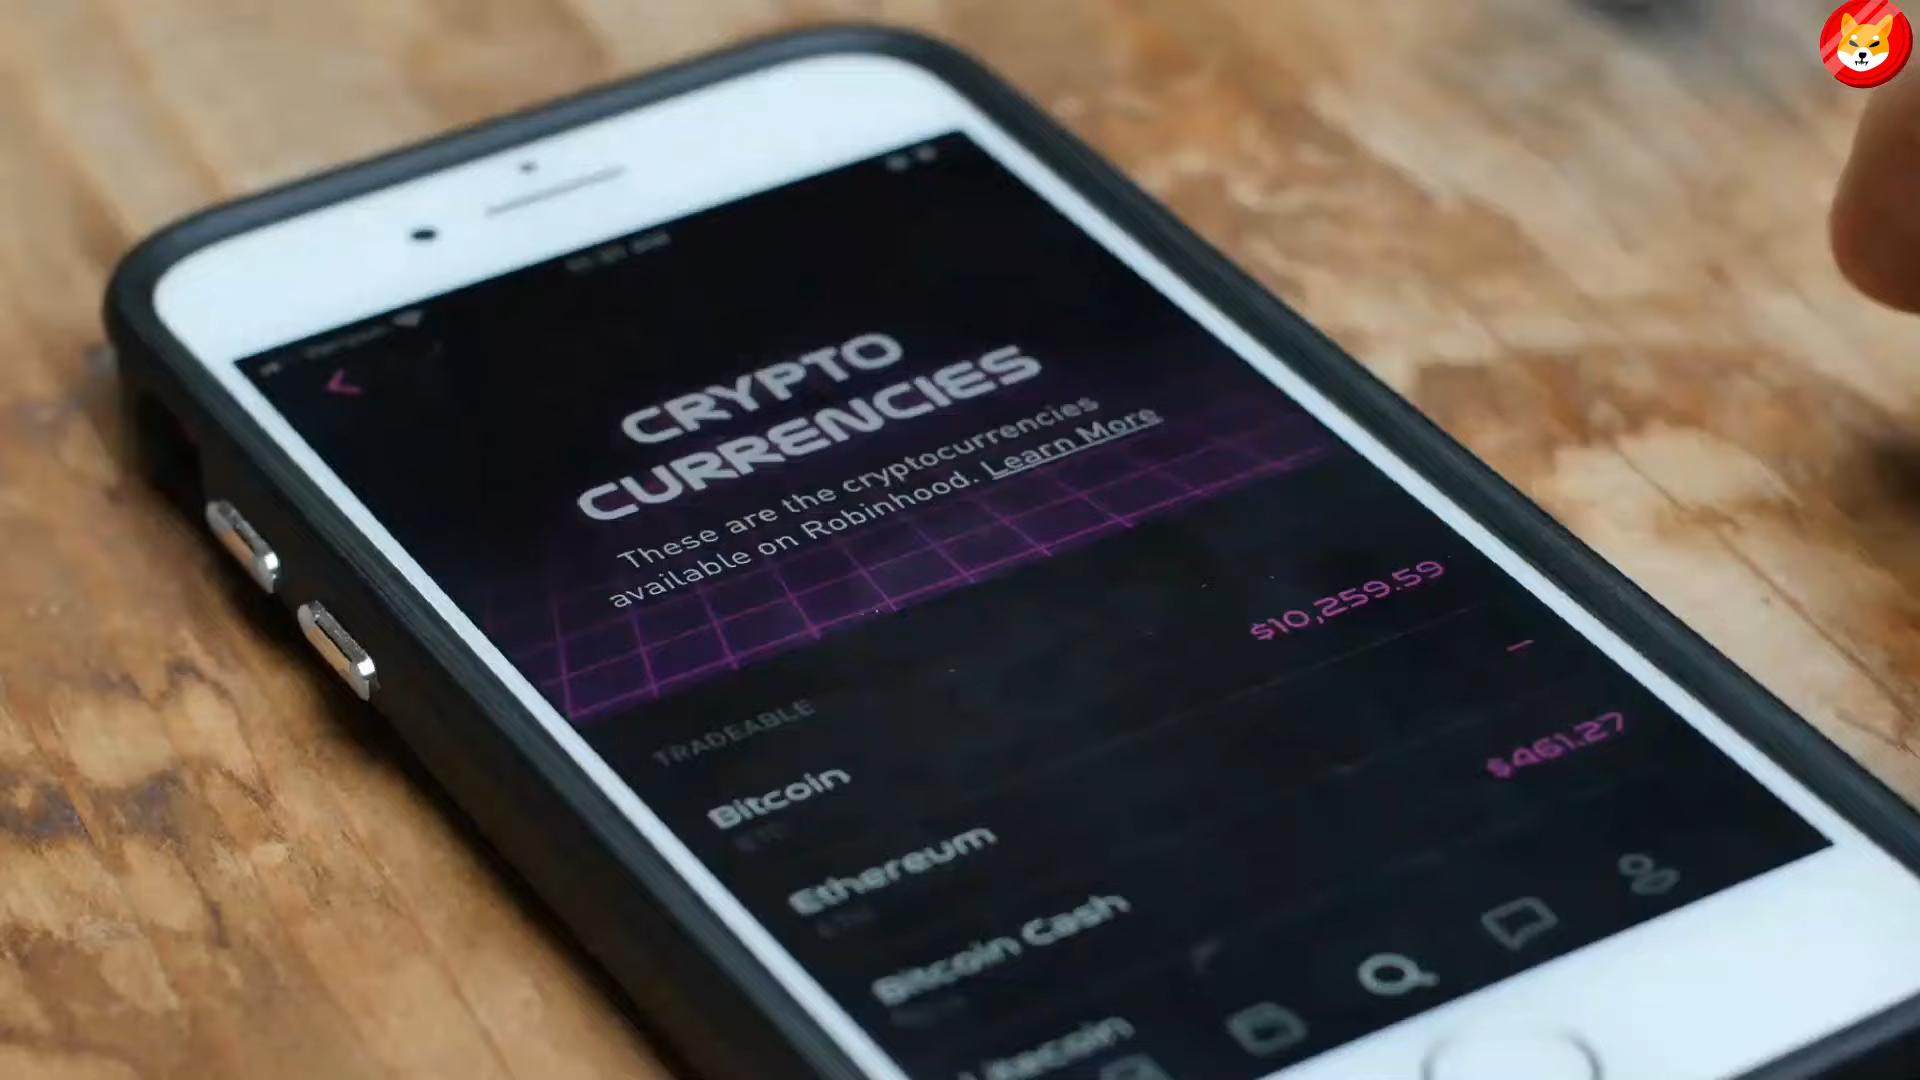 CRYPTO
CURRENCIES
These are the cryptocurrencies
available on Robinhood. Learn More
TRADEABLE
Bitcoin
$10,259.59
Ethereum
Bitcoin Cash
$461.27
Litecoin